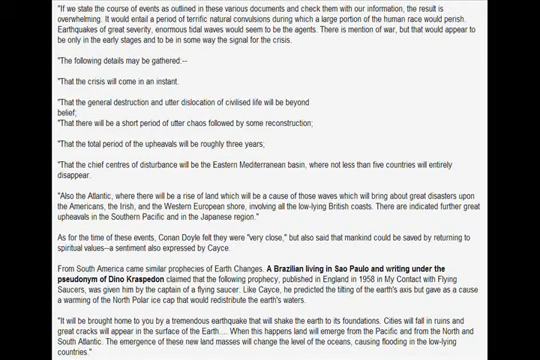 "If we state the course of events as outlined in these various documents and check them with our information, the result is
overwhelming. It would entail a period of terrific natural convulsions during which a large portion of the human race would perish.
Earthquakes of great severity, enormous tidal waves would seem to be the agents. There is mention of war, but that would appear to
be only in the early stages and to be in some way the signal for the crisis.
"The following details may be gathered:--
"That the crisis will come in an instant.
"That the general destruction and utter dislocation of civilised life will be beyond
belief;
"That there will be a short period of utter chaos followed by some reconstruction;
"That the total period of the upheavals will be roughly three years;
"That the chief centres of disturbance will be the Eastern Mediterranean basin, where not less than five countries will entirely
disappear.
"Also the Atlantic, where there will be a rise of land which will be a cause of those waves which will bring about great disasters upon
the Americans, the Irish, and the Western European shore, involving all the low-lying British coasts. There are indicated further great
upheavals in the Southern Pacific and in the Japanese region."
As for the time of these events, Conan Doyle felt they were "very close," but also said that mankind could be saved by returning to
spiritual values--a sentiment also expressed by Cayce.
From South America came similar prophecies of Earth Changes. A Brazilian living in Sao Paulo and writing under the
pseudonym of Dino Kraspedon claimed that the following prophecy, published in England in 1958 in My Contact with Flying
Saucers, was given him by the captain of a flying saucer. Like Cayce, he predicted the tilting of the earth's axis but gave as a cause
a warming of the North Polar ice cap that would redistribute the earth's waters.
"It will be brought home to you by a tremendous earthquake that will shake the earth to its foundations. Cities will fall in ruins and
great cracks will appear in the surface of the Earth.... When this happens land will emerge from the Pacific and from the North and
South Atlantic. The emergence of these new land masses will change the level of the oceans, causing flooding in the low-lying
countries."